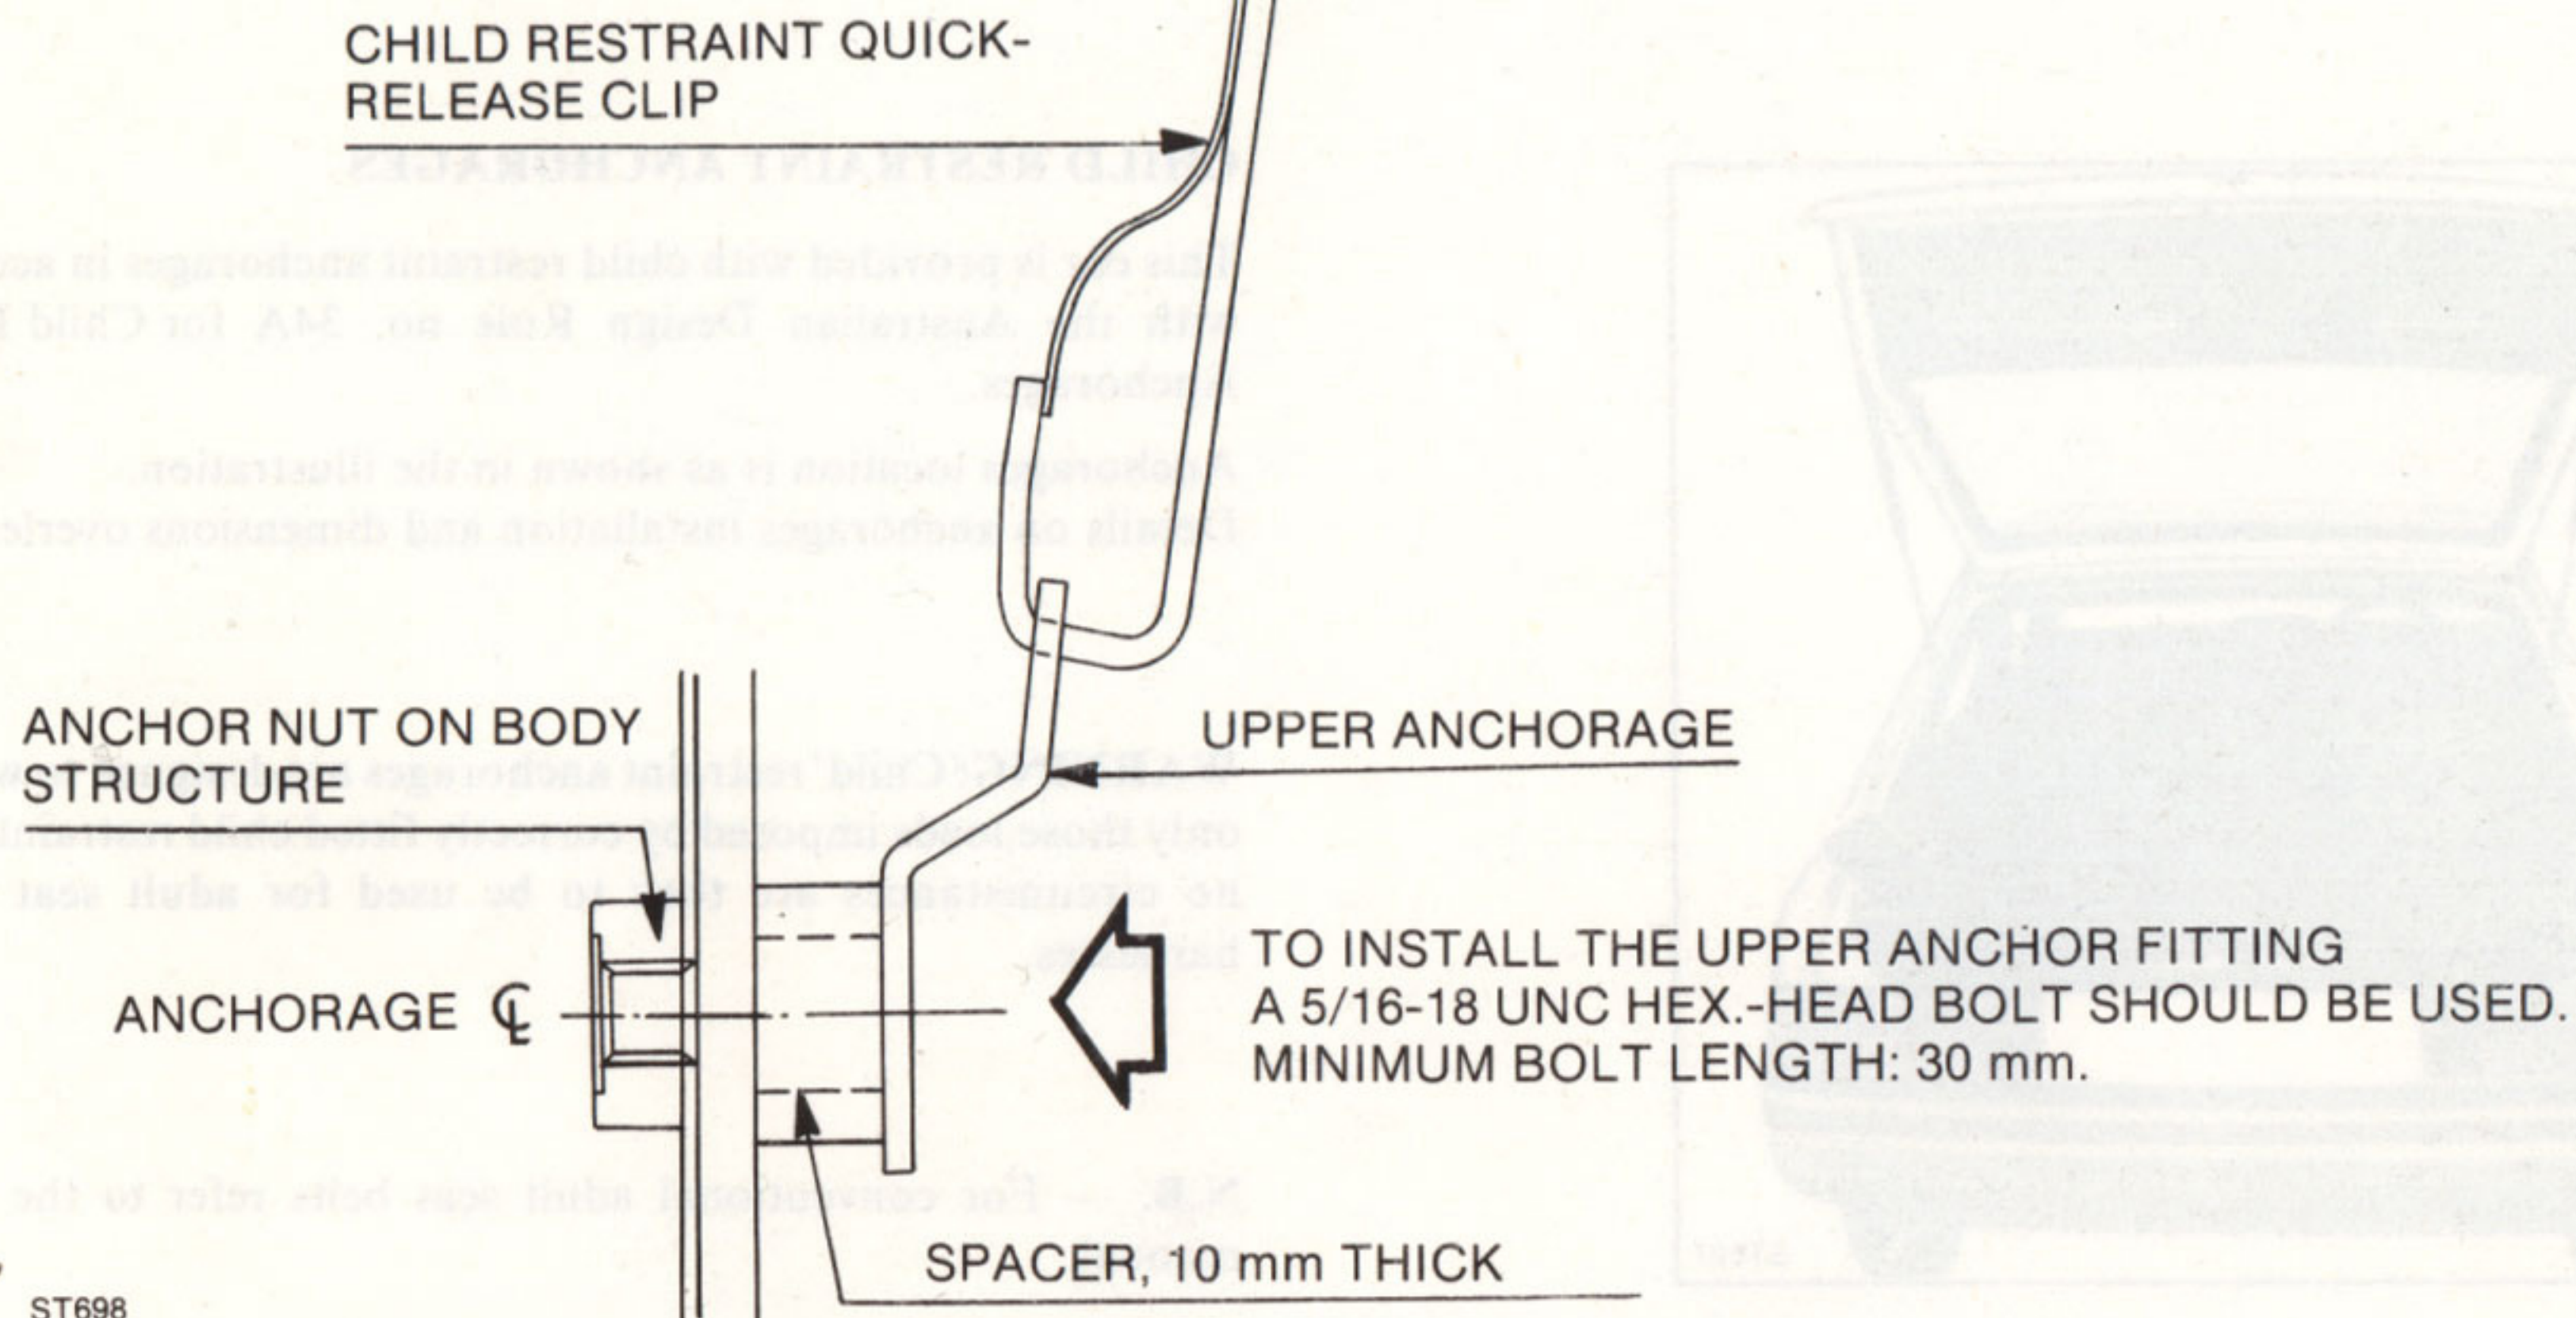 CHILD RESTRAINT QUICK-
RELEASE CLIP
ANCHOR NUT ON BODY
STRUCTURE
UPPER ANCHORAGE
ANCHORAGE ℄
TO INSTALL THE UPPER ANCHOR FITTING
A 5/16-18 UNC HEX.-HEAD BOLT SHOULD BE USED.
MINIMUM BOLT LENGTH: 30 mm.
SPACER, 10 mm THICK
ST698